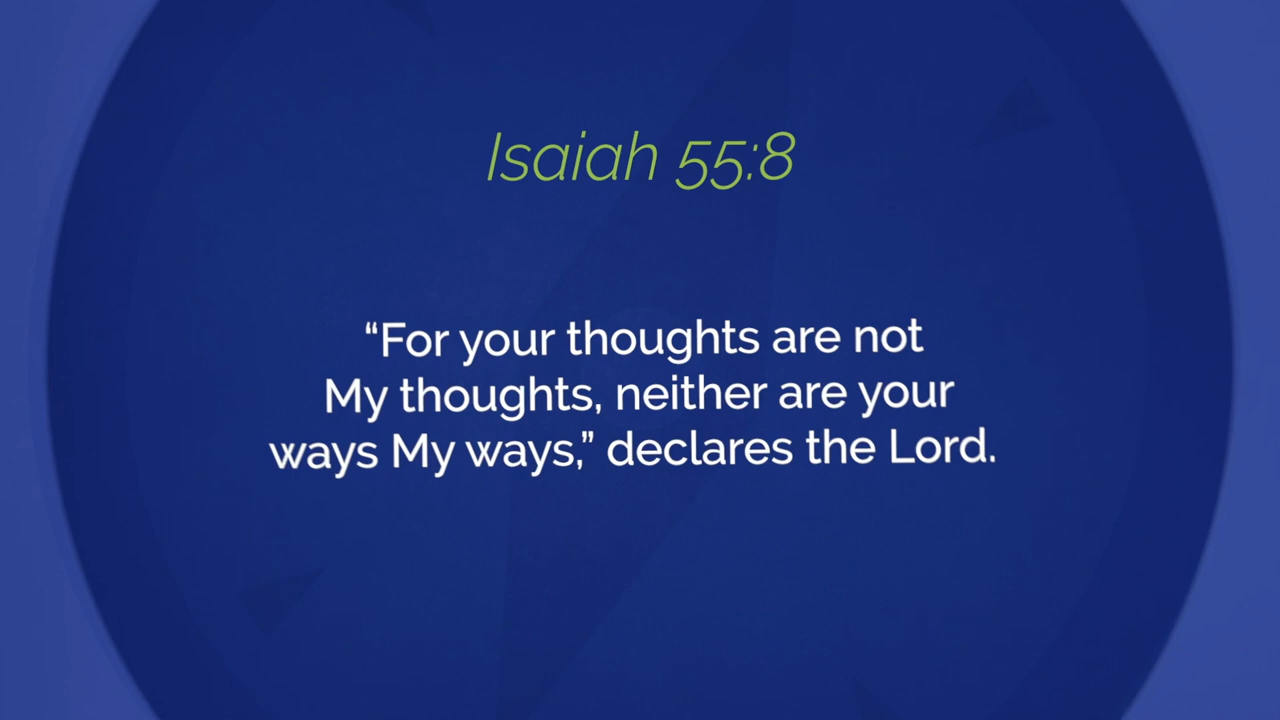 Isaiah 55:8
“For your thoughts are not
My thoughts, neither are your
ways My ways,” declares the Lord.